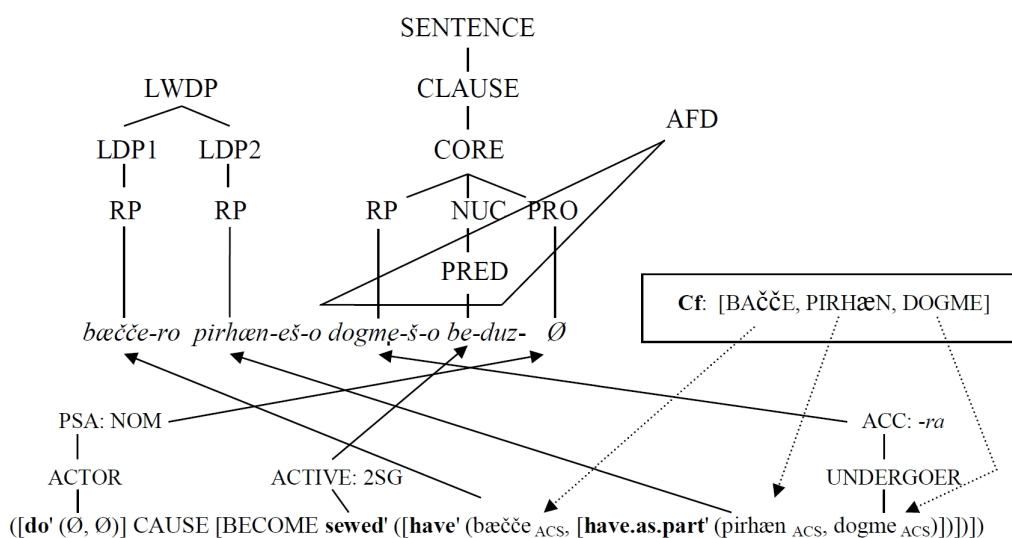 SENTENCE
LWDP CLAUSE
AFD
LDP1 LDP2 CORE
RP RP RP NUC PRO
PRED
Cf: [BAČČE, PIRHæN, DOGME]
bæčče-ro pirhæn-eš-o dogme-š-o be-duz- Ø
PSA: NOM ACC: -ra
ACTOR ACTIVE: 2SG UNDERGOER
([do' (Ø, Ø)] CAUSE [BECOME sewed' ([have' (bæčče ACS, [have.as.part' (pirhæn ACS, dogme ACS)])])])